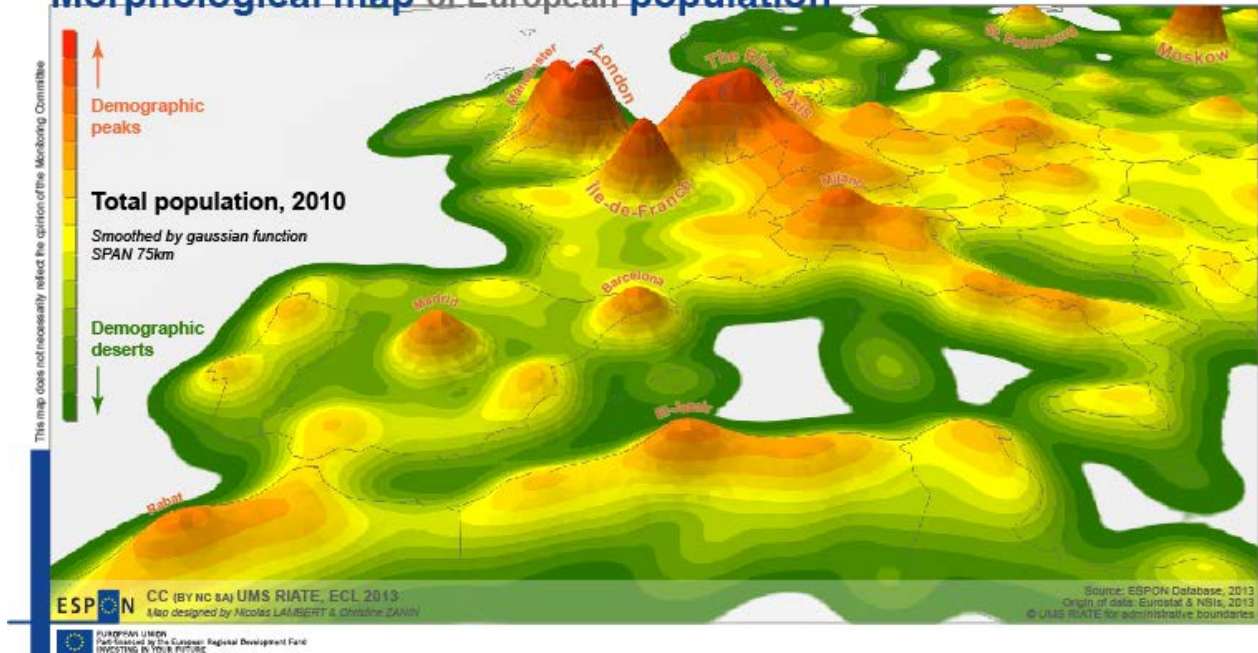 Morphological map of European population
Demographic
peaks
Total population, 2010
Smoothed by gaussian function
SPAN 75km
Demographic
deserts
This map does not necessarily reflect the opinion of the Monitoring Committee
Manchester
London
The Rhine Axis
St. Petersburg
Moskow
Île-de-France
Milano
Madrid
Barcelona
Rabat
ESPON
CC (BY NC SA) UMS RIATE, ECL 2013
Map designed by Nicolas LAMBERT & Christine ZANIN
Source: ESPON Database, 2013
Origin of data: Eurostat & NSIs, 2013
© UMS RIATE for administrative boundaries
EUROPEAN UNION
Part-financed by the European Regional Development Fund
INVESTING IN YOUR FUTURE